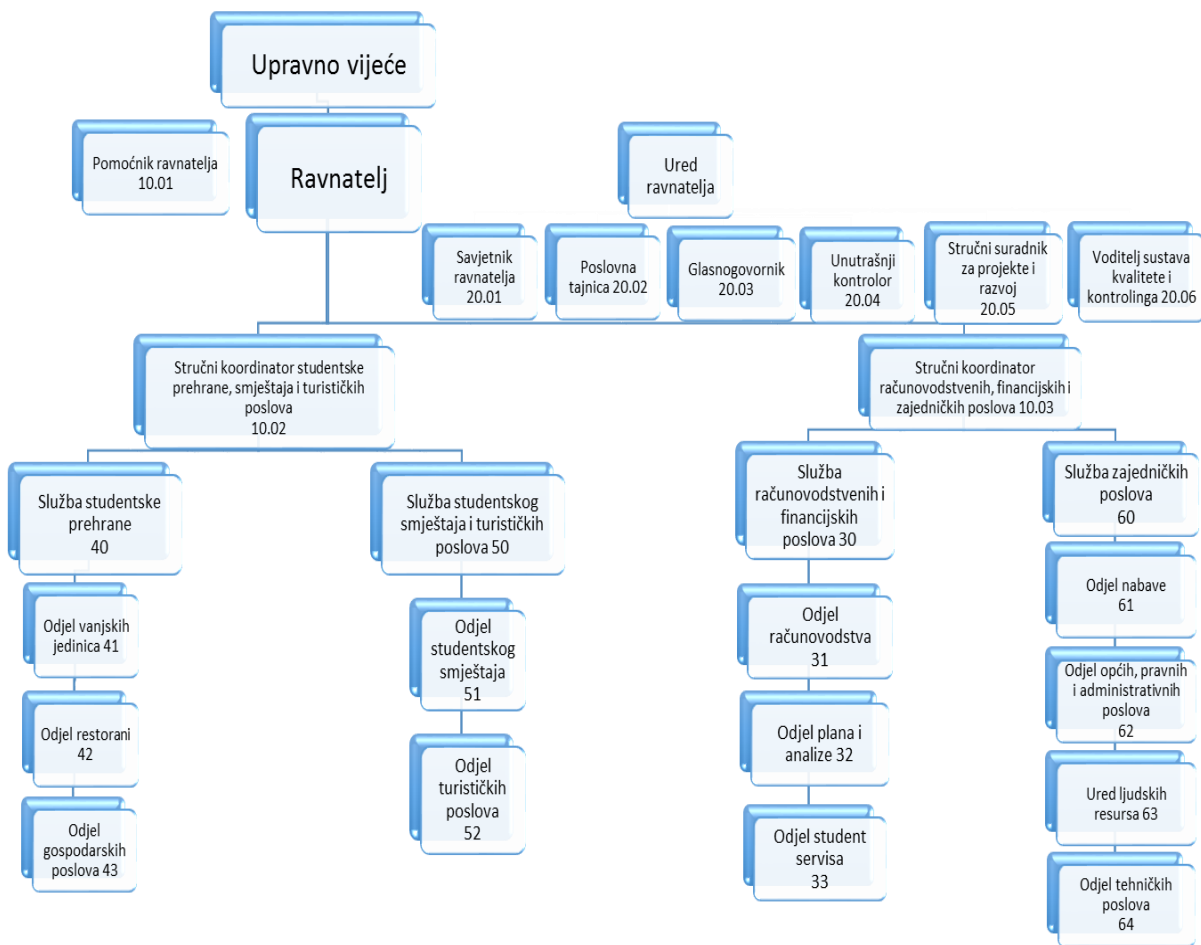 Upravno vijeće
Pomoćnik ravnatelja
10.01
Ravnatelj
Ured
ravnatelja
Savjetnik
ravnatelja
20.01
Poslovna
tajnica 20.02
Glasnogovornik
20.03
Unutrašnji
kontrolor
20.04
Stručni suradnik
za projekte i
razvoj
20.05
Voditelj sustava
kvalitete i
kontrolinga 20.06
Stručni koordinator studentske
prehrane, smještaja i turističkih
poslova
10.02
Stručni koordinator
računovodstvenih, financijskih i
zajedničkih poslova 10.03
Služba studentske
prehrane
40
Služba studentskog
smještaja i turističkih
poslova 50
Služba
računovodstvenih i
financijskih
poslova 30
Služba zajedničkih
poslova
60
Odjel vanjskih
jedinica 41
Odjel restorani
42
Odjel
gospodarskih
poslova 43
Odjel
studentskog
smještaja
51
Odjel
turističkih
poslova
52
Odjel
računovodstva
31
Odjel plana i
analize 32
Odjel student
servisa
33
Odjel nabave
61
Odjel općih, pravnih
i administrativnih
poslova
62
Ured ljudskih
resursa 63
Odjel tehničkih
poslova
64